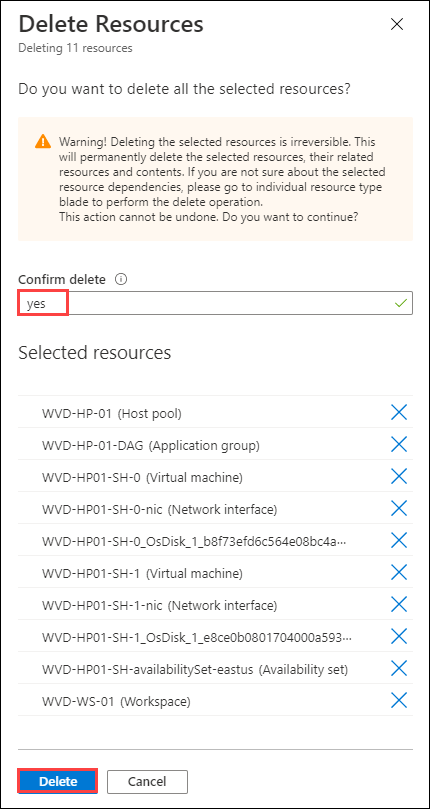 Delete Resources
Deleting 11 resources
Do you want to delete all the selected resources?
Warning! Deleting the selected resources is irreversible. This
will permanently delete the selected resources, their related
resources and contents. If you are not sure about the selected
resource dependencies, please go to individual resource type
blade to perform the delete operation.
This action cannot be undone. Do you want to continue?
Confirm delete
yes
Selected resources
WVD-HP-01 (Host pool)
WVD-HP-01-DAG (Application group)
WVD-HP01-SH-0 (Virtual machine)
WVD-HP01-SH-0-nic (Network interface)
WVD-HP01-SH-0_OsDisk_1_b8f73efd6c564e08bc4a···
WVD-HP01-SH-1 (Virtual machine)
WVD-HP01-SH-1-nic (Network interface)
WVD-HP01-SH-1_OsDisk_1_e8ce0b0801704000a593···
WVD-HP01-SH-availabilitySet-eastus (Availability set)
WVD-WS-01 (Workspace)
Delete Cancel